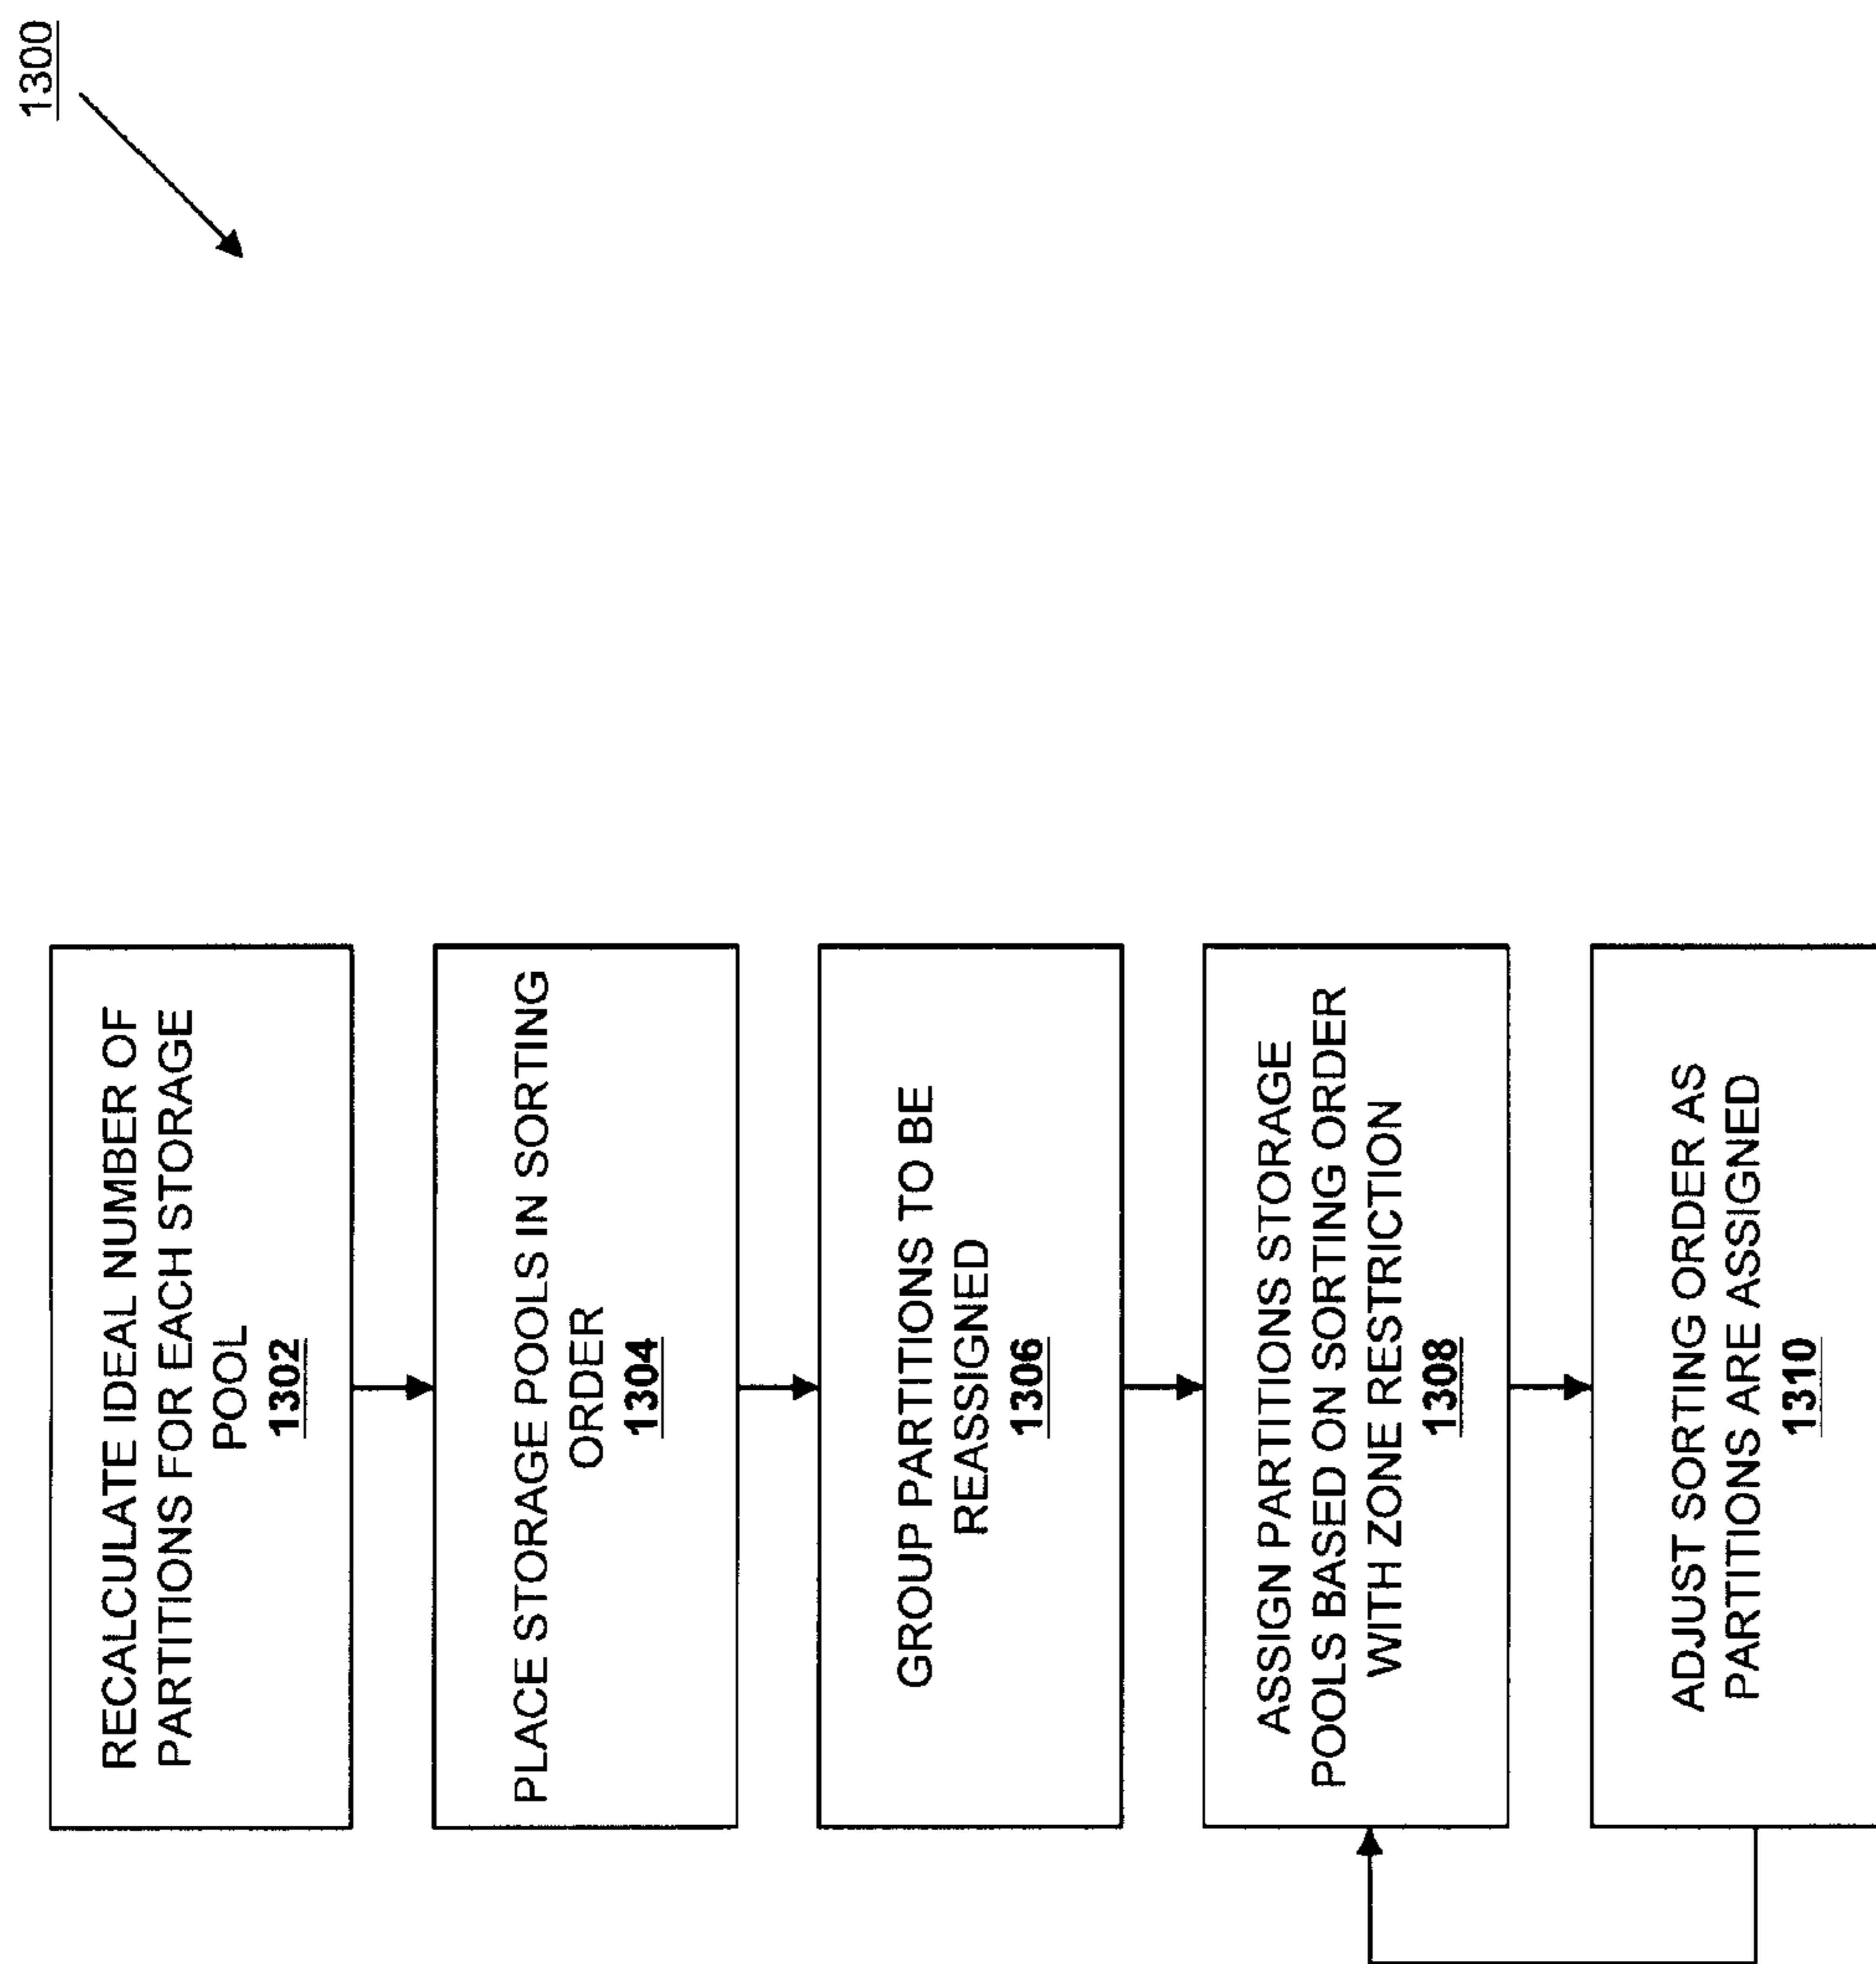 1300
RECALCULATE IDEAL NUMBER OF
PARTITIONS FOR EACH STORAGE
POOL
1302
PLACE STORAGE POOLS IN SORTING
ORDER
1304
GROUP PARTITIONS TO BE
REASSIGNED
1306
ASSIGN PARTITIONS STORAGE
POOLS BASED ON SORTING ORDER
WITH ZONE RESTRICTION
1308
ADJUST SORTING ORDER AS
PARTITIONS ARE ASSIGNED
1310